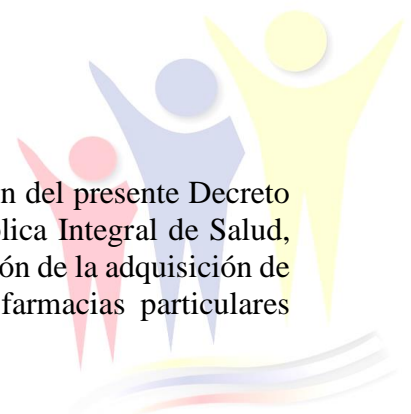 n del presente Decreto
lica Integral de Salud,
ón de la adquisición de
farmacias particulares